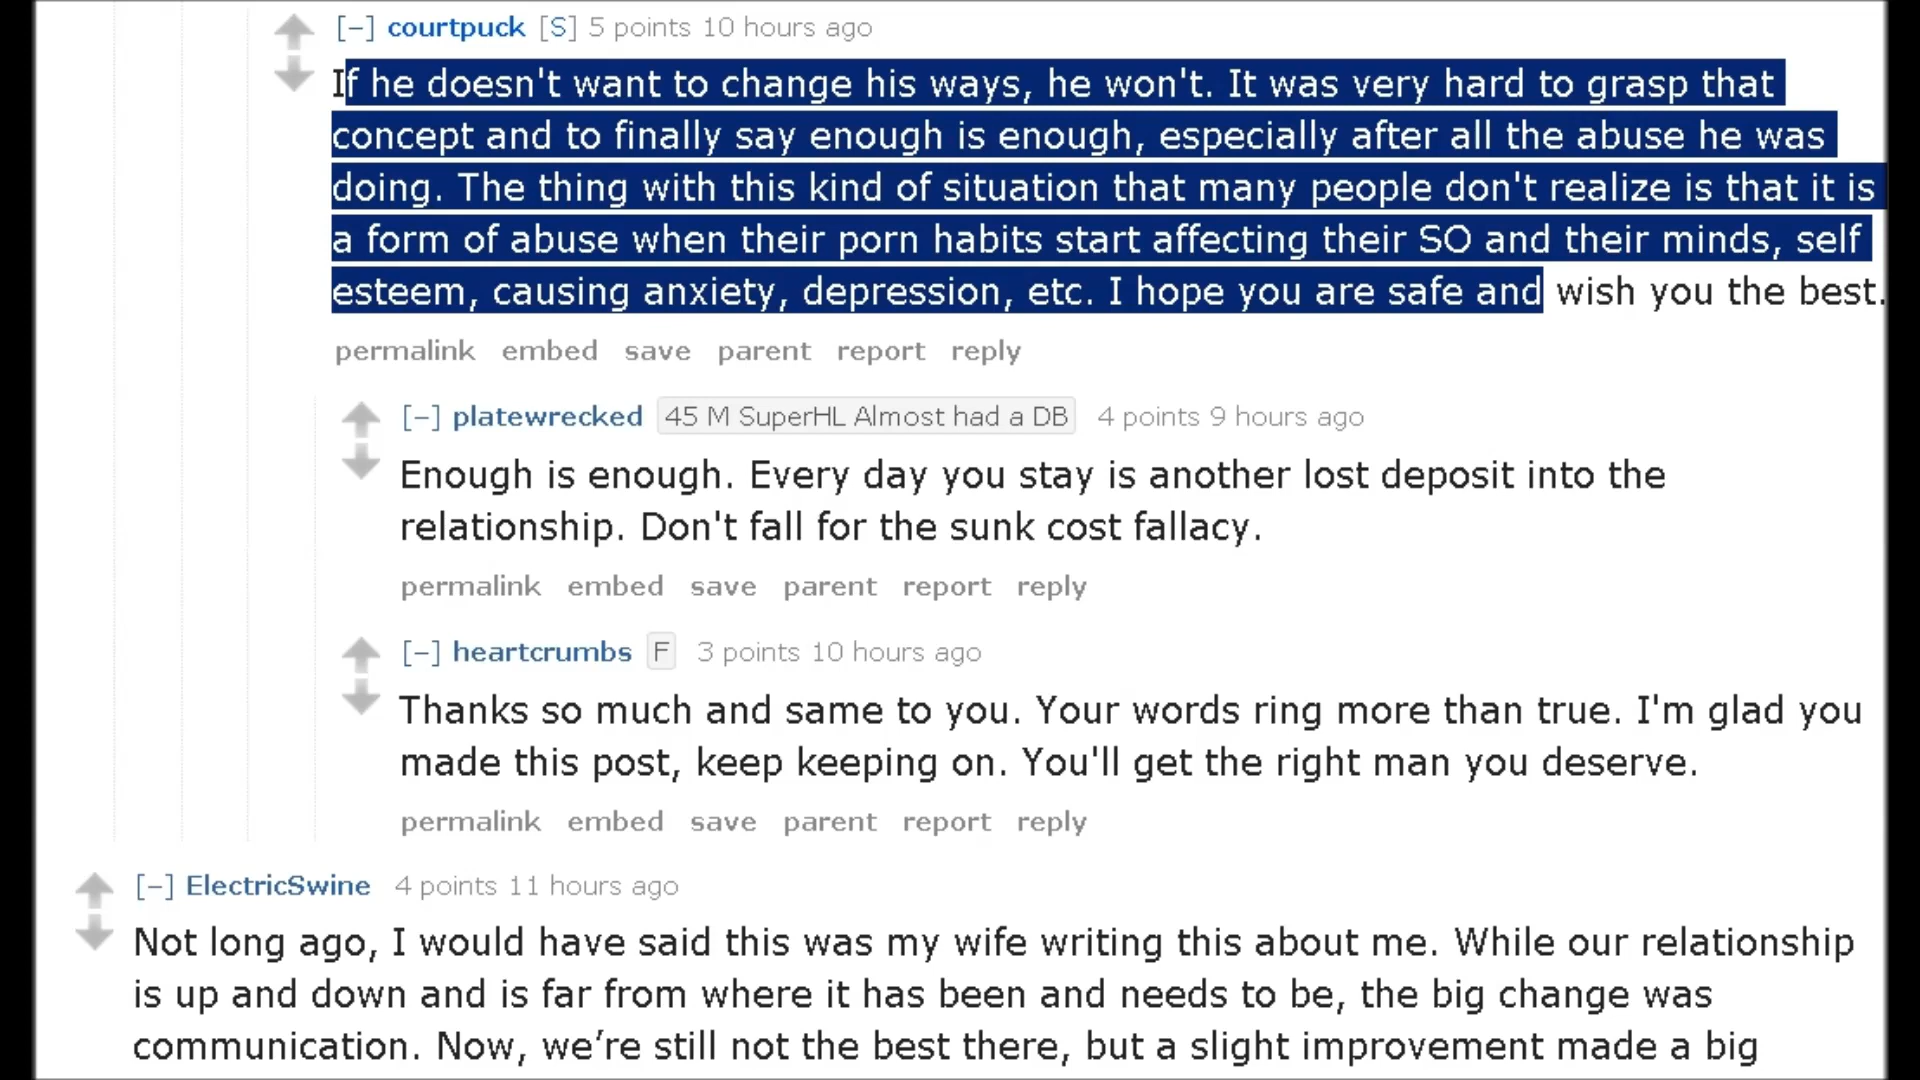 [–] courtpuck [S] 5 points 10 hours ago
If he doesn't want to change his ways, he won't. It was very hard to grasp that
concept and to finally say enough is enough, especially after all the abuse he was
doing. The thing with this kind of situation that many people don't realize is that it is
a form of abuse when their porn habits start affecting their SO and their minds, self
esteem, causing anxiety, depression, etc. I hope you are safe and wish you the best.
permalink embed save parent report reply
[–] platewrecked 45 M SuperHL Almost had a DB 4 points 9 hours ago
Enough is enough. Every day you stay is another lost deposit into the
relationship. Don't fall for the sunk cost fallacy.
permalink embed save parent report reply
[–] heartcrumbs F 3 points 10 hours ago
Thanks so much and same to you. Your words ring more than true. I'm glad you
made this post, keep keeping on. You'll get the right man you deserve.
permalink embed save parent report reply
[–] ElectricSwine 4 points 11 hours ago
Not long ago, I would have said this was my wife writing this about me. While our relationship
is up and down and is far from where it has been and needs to be, the big change was
communication. Now, we’re still not the best there, but a slight improvement made a big